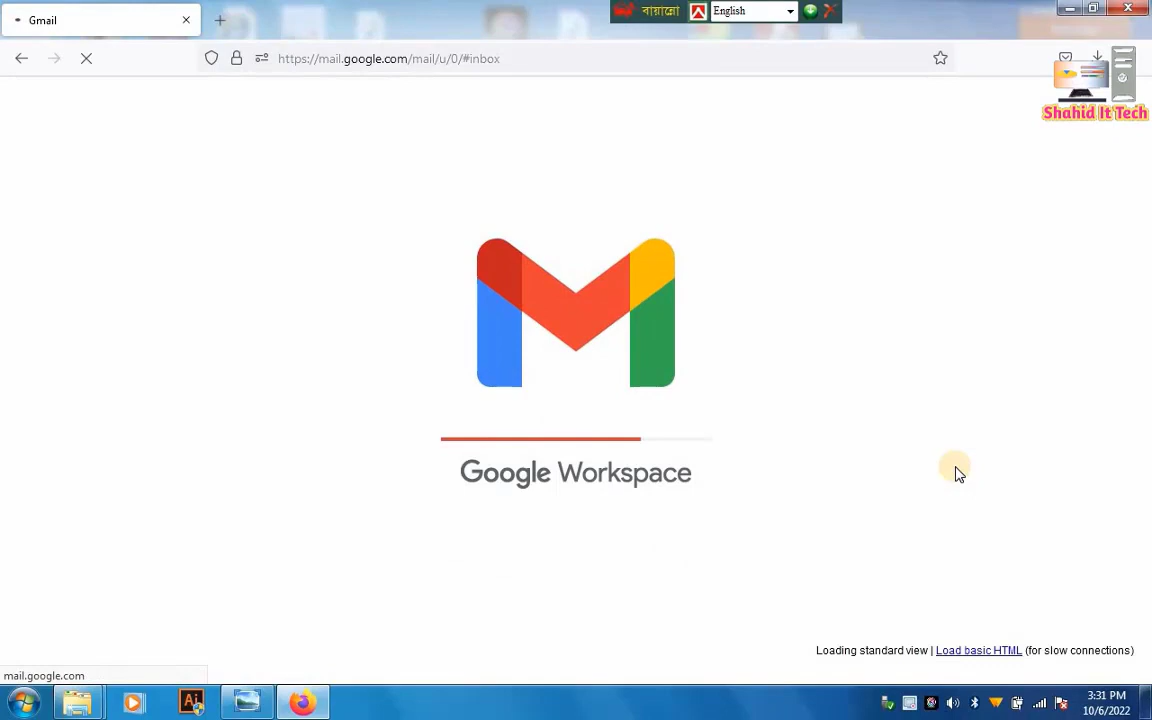 Gmail
বায়ান্নো
English
https://mail.google.com/mail/u/0/#inbox
Shahid It Tech
Google Workspace
Loading standard view | Load basic HTML (for slow connections)
mail.google.com
Ai
3:31 PM
10/6/2022